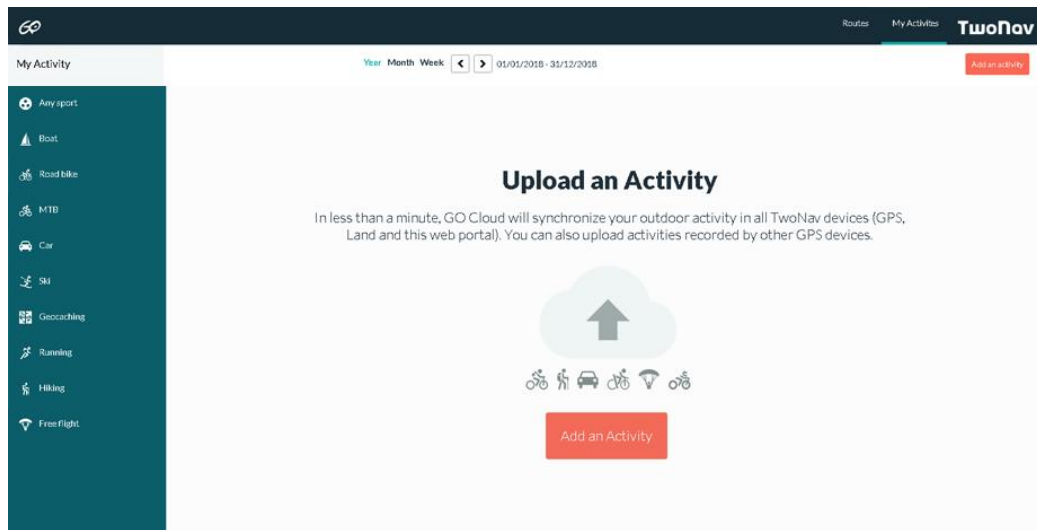 GO
Routes My Activites TwoNav
My Activity
Year Month Week 01/01/2018 - 31/12/2018
Add an activity
Any sport
Boat
Road bike
MTB
Car
Ski
Geocaching
Running
Hiking
Free flight
Upload an Activity
In less than a minute, GO Cloud will synchronize your outdoor activity in all TwoNav devices (GPS,
Land and this web portal). You can also upload activities recorded by other GPS devices.
Add an Activity